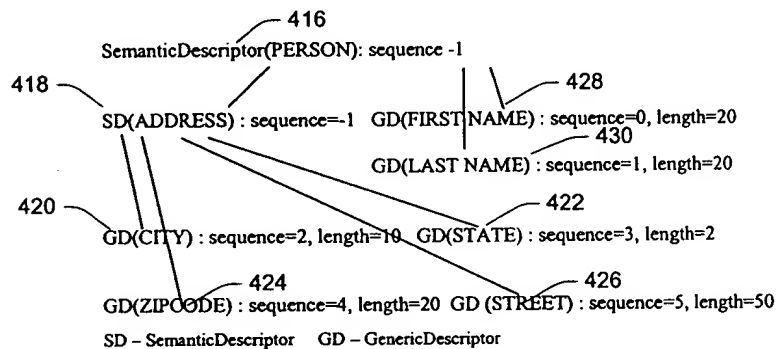 416
SemanticDescriptor(PERSON): sequence -1
418
428
SD(ADDRESS) : sequence=-1 GD(FIRST NAME) : sequence=0, length=20
430
GD(LAST NAME) : sequence=1, length=20
420
422
GD(CITY) : sequence=2, length=10 GD(STATE) : sequence=3, length=2
424
426
GD(ZIPCODE) : sequence=4, length=20 GD (STREET) : sequence=5, length=50
SD – SemanticDescriptor GD – GenericDescriptor